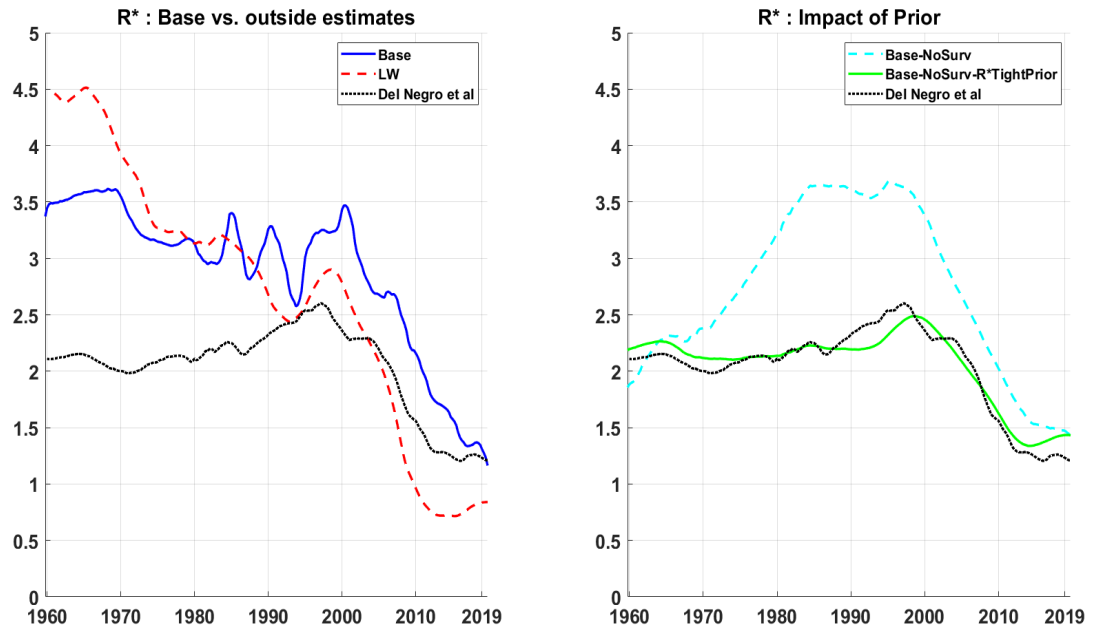 R* : Base vs. outside estimates
Base
LW
Del Negro et al
5
4.5
4
3.5
3
2.5
2
1.5
1
0.5
0
1960 1970 1980 1990 2000 2010 2019
R* : Impact of Prior
Base-NoSurv
Base-NoSurv-R*TightPrior
Del Negro et al
5
4.5
4
3.5
3
2.5
2
1.5
1
0.5
0
1960 1970 1980 1990 2000 2010 2019